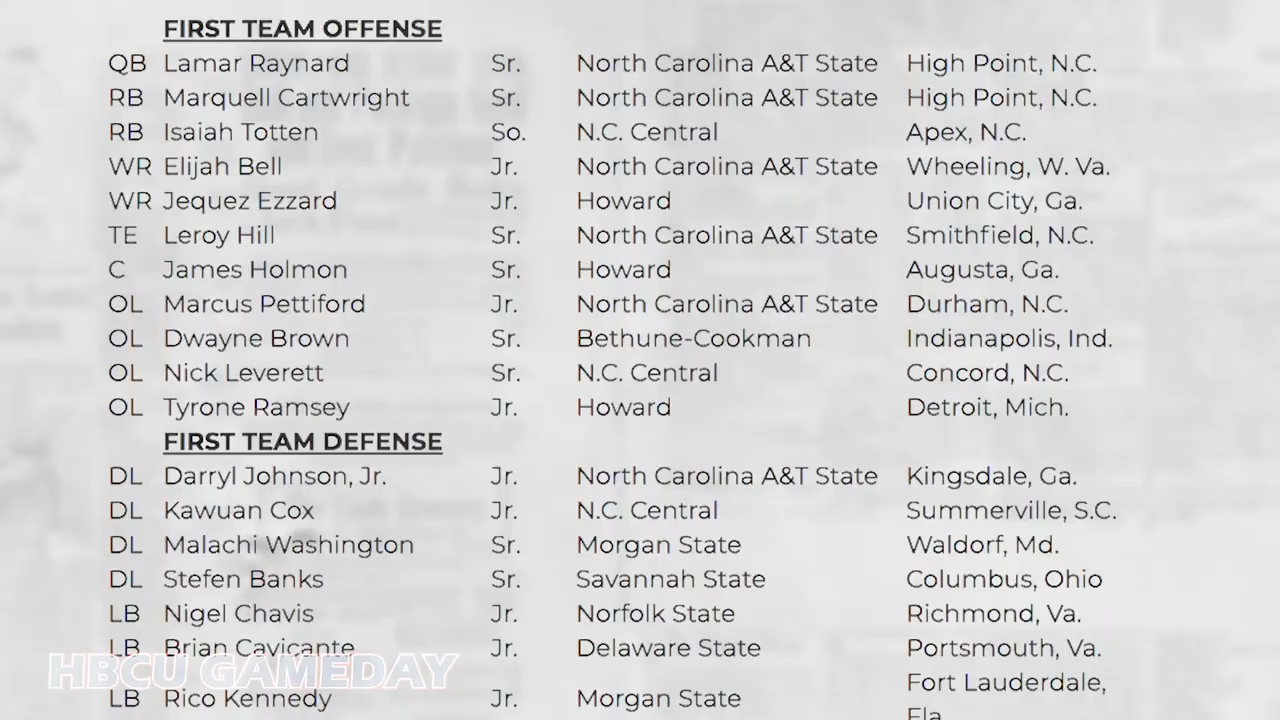 FIRST TEAM OFFENSE
QB Lamar Raynard Sr. North Carolina A&T State High Point, N.C.
RB Marquell Cartwright Sr. North Carolina A&T State High Point, N.C.
RB Isaiah Totten So. N.C. Central Apex, N.C.
WR Elijah Bell Jr. North Carolina A&T State Wheeling, W. Va.
WR Jequez Ezzard Jr. Howard Union City, Ga.
TE Leroy Hill Sr. North Carolina A&T State Smithfield, N.C.
C James Holmon Sr. Howard Augusta, Ga.
OL Marcus Pettiford Jr. North Carolina A&T State Durham, N.C.
OL Dwayne Brown Sr. Bethune-Cookman Indianapolis, Ind.
OL Nick Leverett Sr. N.C. Central Concord, N.C.
OL Tyrone Ramsey Jr. Howard Detroit, Mich.
FIRST TEAM DEFENSE
DL Darryl Johnson, Jr. Jr. North Carolina A&T State Kingsdale, Ga.
DL Kawuan Cox Jr. N.C. Central Summerville, S.C.
DL Malachi Washington Sr. Morgan State Waldorf, Md.
DL Stefen Banks Sr. Savannah State Columbus, Ohio
LB Nigel Chavis Jr. Norfolk State Richmond, Va.
LB Brian Cavicante Jr. Delaware State Portsmouth, Va.
HBCU GAMEDAY
LB Rico Kennedy Jr. Morgan State Fort Lauderdale,
Fla.